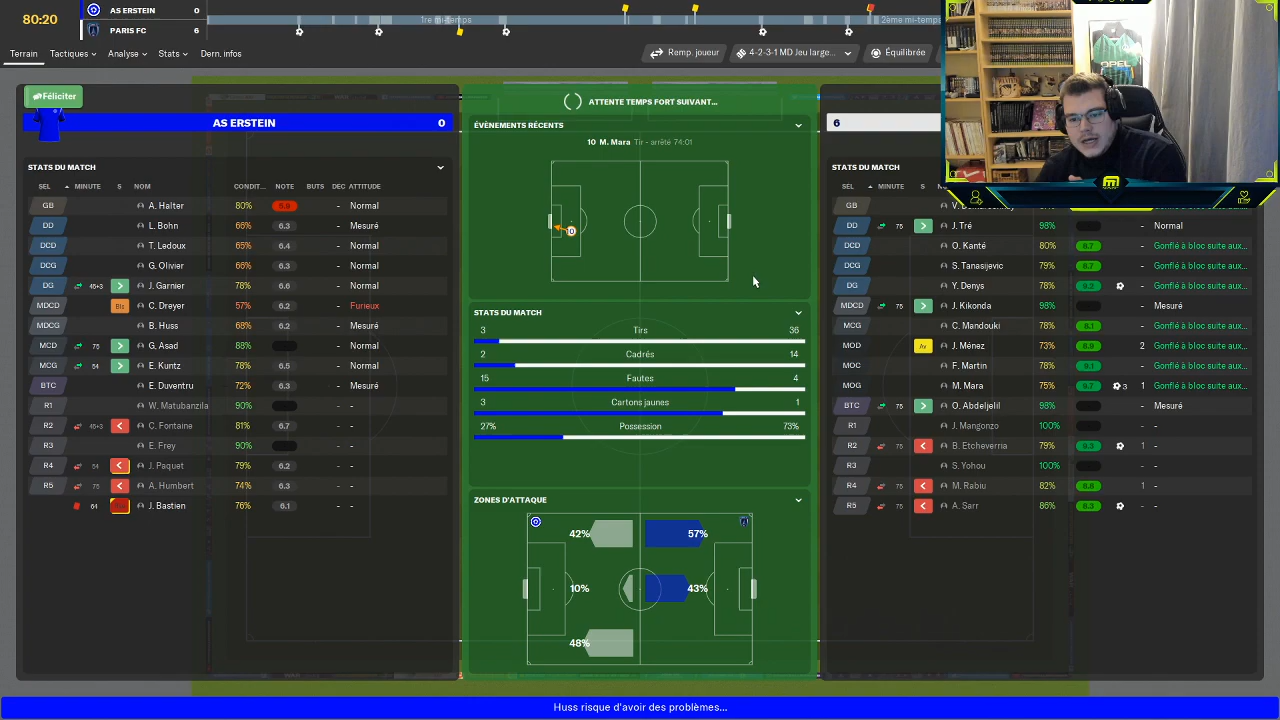 80:20
AS ERSTEIN 0
PARIS FC 6
1re mi-temps
2ème mi-temps
Terrain Tactiques Analyse Stats Dern. infos
Remp. joueur 4-2-3-1 MD Jeu large... Équilibrée
OPEL
Féliciter
AS ERSTEIN 0
STATS DU MATCH
SEL MINUTE S NOM CONDIT... NOTE BUTS DEC ATTITUDE
GB A. Halter 80% 5.9 - Normal
DD L. Bohn 66% 6.3 - Mesuré
DCD T. Ledoux 65% 6.4 - Normal
DCG G. Olivier 66% 6.3 - Normal
DG 45+3 J. Garnier 78% 6.6 - Normal
MDCD Ble C. Dreyer 57% 6.2 - Furieux
MDCG B. Huss 68% 6.2 - Mesuré
MCD 75 G. Asad 88% - Normal
MCG 54 E. Kuntz 78% 6.5 - Normal
BTC E. Duventru 72% 6.3 - Mesuré
R1 W. Matubanzila 90% - -
R2 45+3 C. Fontaine 81% 6.7 - -
R3 E. Frey 90% - -
R4 54 J. Paquet 79% 6.2 - -
R5 75 A. Humbert 74% 6.3 - -
64 J. Bastien 76% 6.1 - -
ATTENTE TEMPS FORT SUIVANT...
ÉVÈNEMENTS RÉCENTS
10 M. Mara Tir - arrêté 74:01
10
STATS DU MATCH
3 Tirs 36
2 Cadrés 14
15 Fautes 4
3 Cartons jaunes 1
27% Possession 73%
ZONES D'ATTAQUE
42% 57%
10% 43%
48%
6
STATS DU MATCH
SEL MINUTE S NOM
GB
DD 75 J. Tré 98% - Normal
DCD O. Kanté 80% 8.7 - Gonflé à bloc suite aux...
DCG S. Tanasijevic 79% 8.7 - Gonflé à bloc suite aux...
DG Y. Denys 78% 9.2 - Gonflé à bloc suite aux...
MDCD 75 J. Kikonda 98% - Mesuré
MCG C. Mandouki 78% 8.1 - Gonflé à bloc suite aux...
MOD Av J. Ménez 73% 8.9 2 Gonflé à bloc suite aux...
MOC F. Martin 78% 9.1 - Gonflé à bloc suite aux...
MOG M. Mara 75% 9.7 3 1 Gonflé à bloc suite aux...
BTC 75 O. Abdeljelil 98% - Mesuré
R1 J. Mangonzo 100% - -
R2 75 B. Etcheverria 79% 9.3 1 -
R3 S. Yohou 100% - -
R4 75 M. Rabiu 82% 8.8 1 -
R5 75 A. Sarr 86% 8.3 - -
Huss risque d'avoir des problèmes...